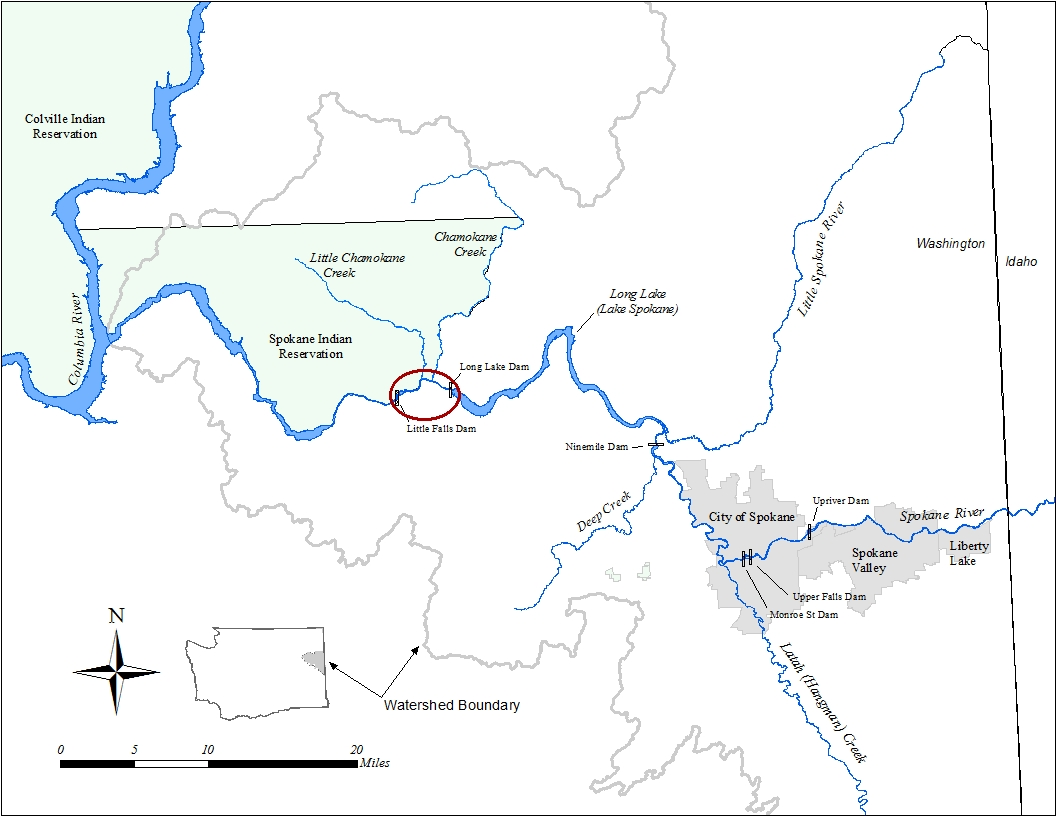 Colville Indian
Reservation
Little Spokane River
Washington
Idaho
Chamokane
Creek
Little Chamokane
Creek
Long Lake
(Lake Spokane)
Columbia River
Spokane Indian
Reservation
Long Lake Dam
Little Falls Dam
Ninemile Dam
Deep Creek
Upriver Dam
City of Spokane
Spokane River
Spokane
Valley
Liberty
Lake
Upper Falls Dam
Monroe St Dam
Latah (Hangman) Creek
N
Watershed Boundary
0 5 10 20
Miles